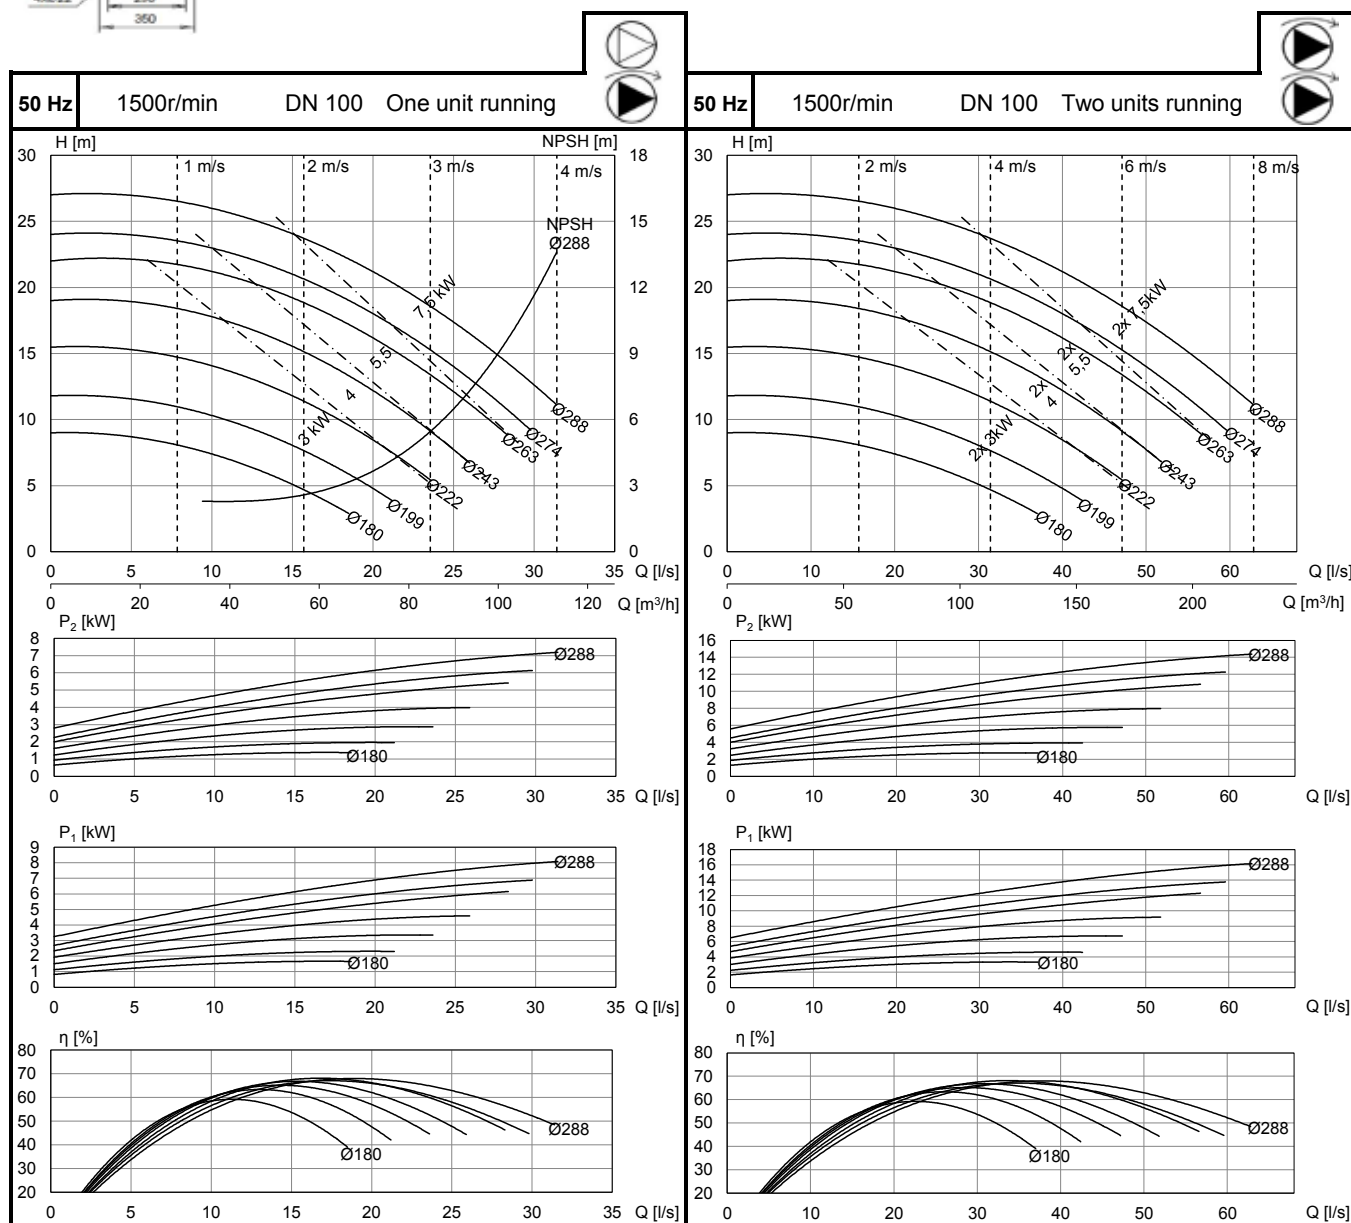 350
50 Hz 1500r/min DN 100 One unit running
H [m] NPSH [m]
30 25 20 15 10 5 0
18 15 12 9 6 3 0
1 m/s 2 m/s 3 m/s 4 m/s
NPSH
Ø288
7,5 kW
5,5
4
3 kW
Ø288
Ø274
Ø263
Ø243
Ø222
Ø199
Ø180
0 5 10 15 20 25 30 35 Q [l/s]
0 20 40 60 80 100 120 Q [m³/h]
P₂ [kW]
8 7 6 5 4 3 2 1 0
Ø288
Ø180
0 5 10 15 20 25 30 35 Q [l/s]
P₁ [kW]
9 8 7 6 5 4 3 2 1 0
Ø288
Ø180
0 5 10 15 20 25 30 35 Q [l/s]
η [%]
80 70 60 50 40 30 20
Ø288
Ø180
0 5 10 15 20 25 30 35 Q [l/s]
50 Hz 1500r/min DN 100 Two units running
H [m]
30 25 20 15 10 5 0
2 m/s 4 m/s 6 m/s 8 m/s
2x 7,5kW
2x
5,5
2x
4
2x 3kW
Ø288
Ø274
Ø263
Ø243
Ø222
Ø199
Ø180
0 10 20 30 40 50 60 Q [l/s]
0 50 100 150 200 Q [m³/h]
P₂ [kW]
16 14 12 10 8 6 4 2 0
Ø288
Ø180
0 10 20 30 40 50 60 Q [l/s]
P₁ [kW]
18 16 14 12 10 8 6 4 2 0
Ø288
Ø180
0 10 20 30 40 50 60 Q [l/s]
η [%]
80 70 60 50 40 30 20
Ø288
Ø180
0 10 20 30 40 50 60 Q [l/s]